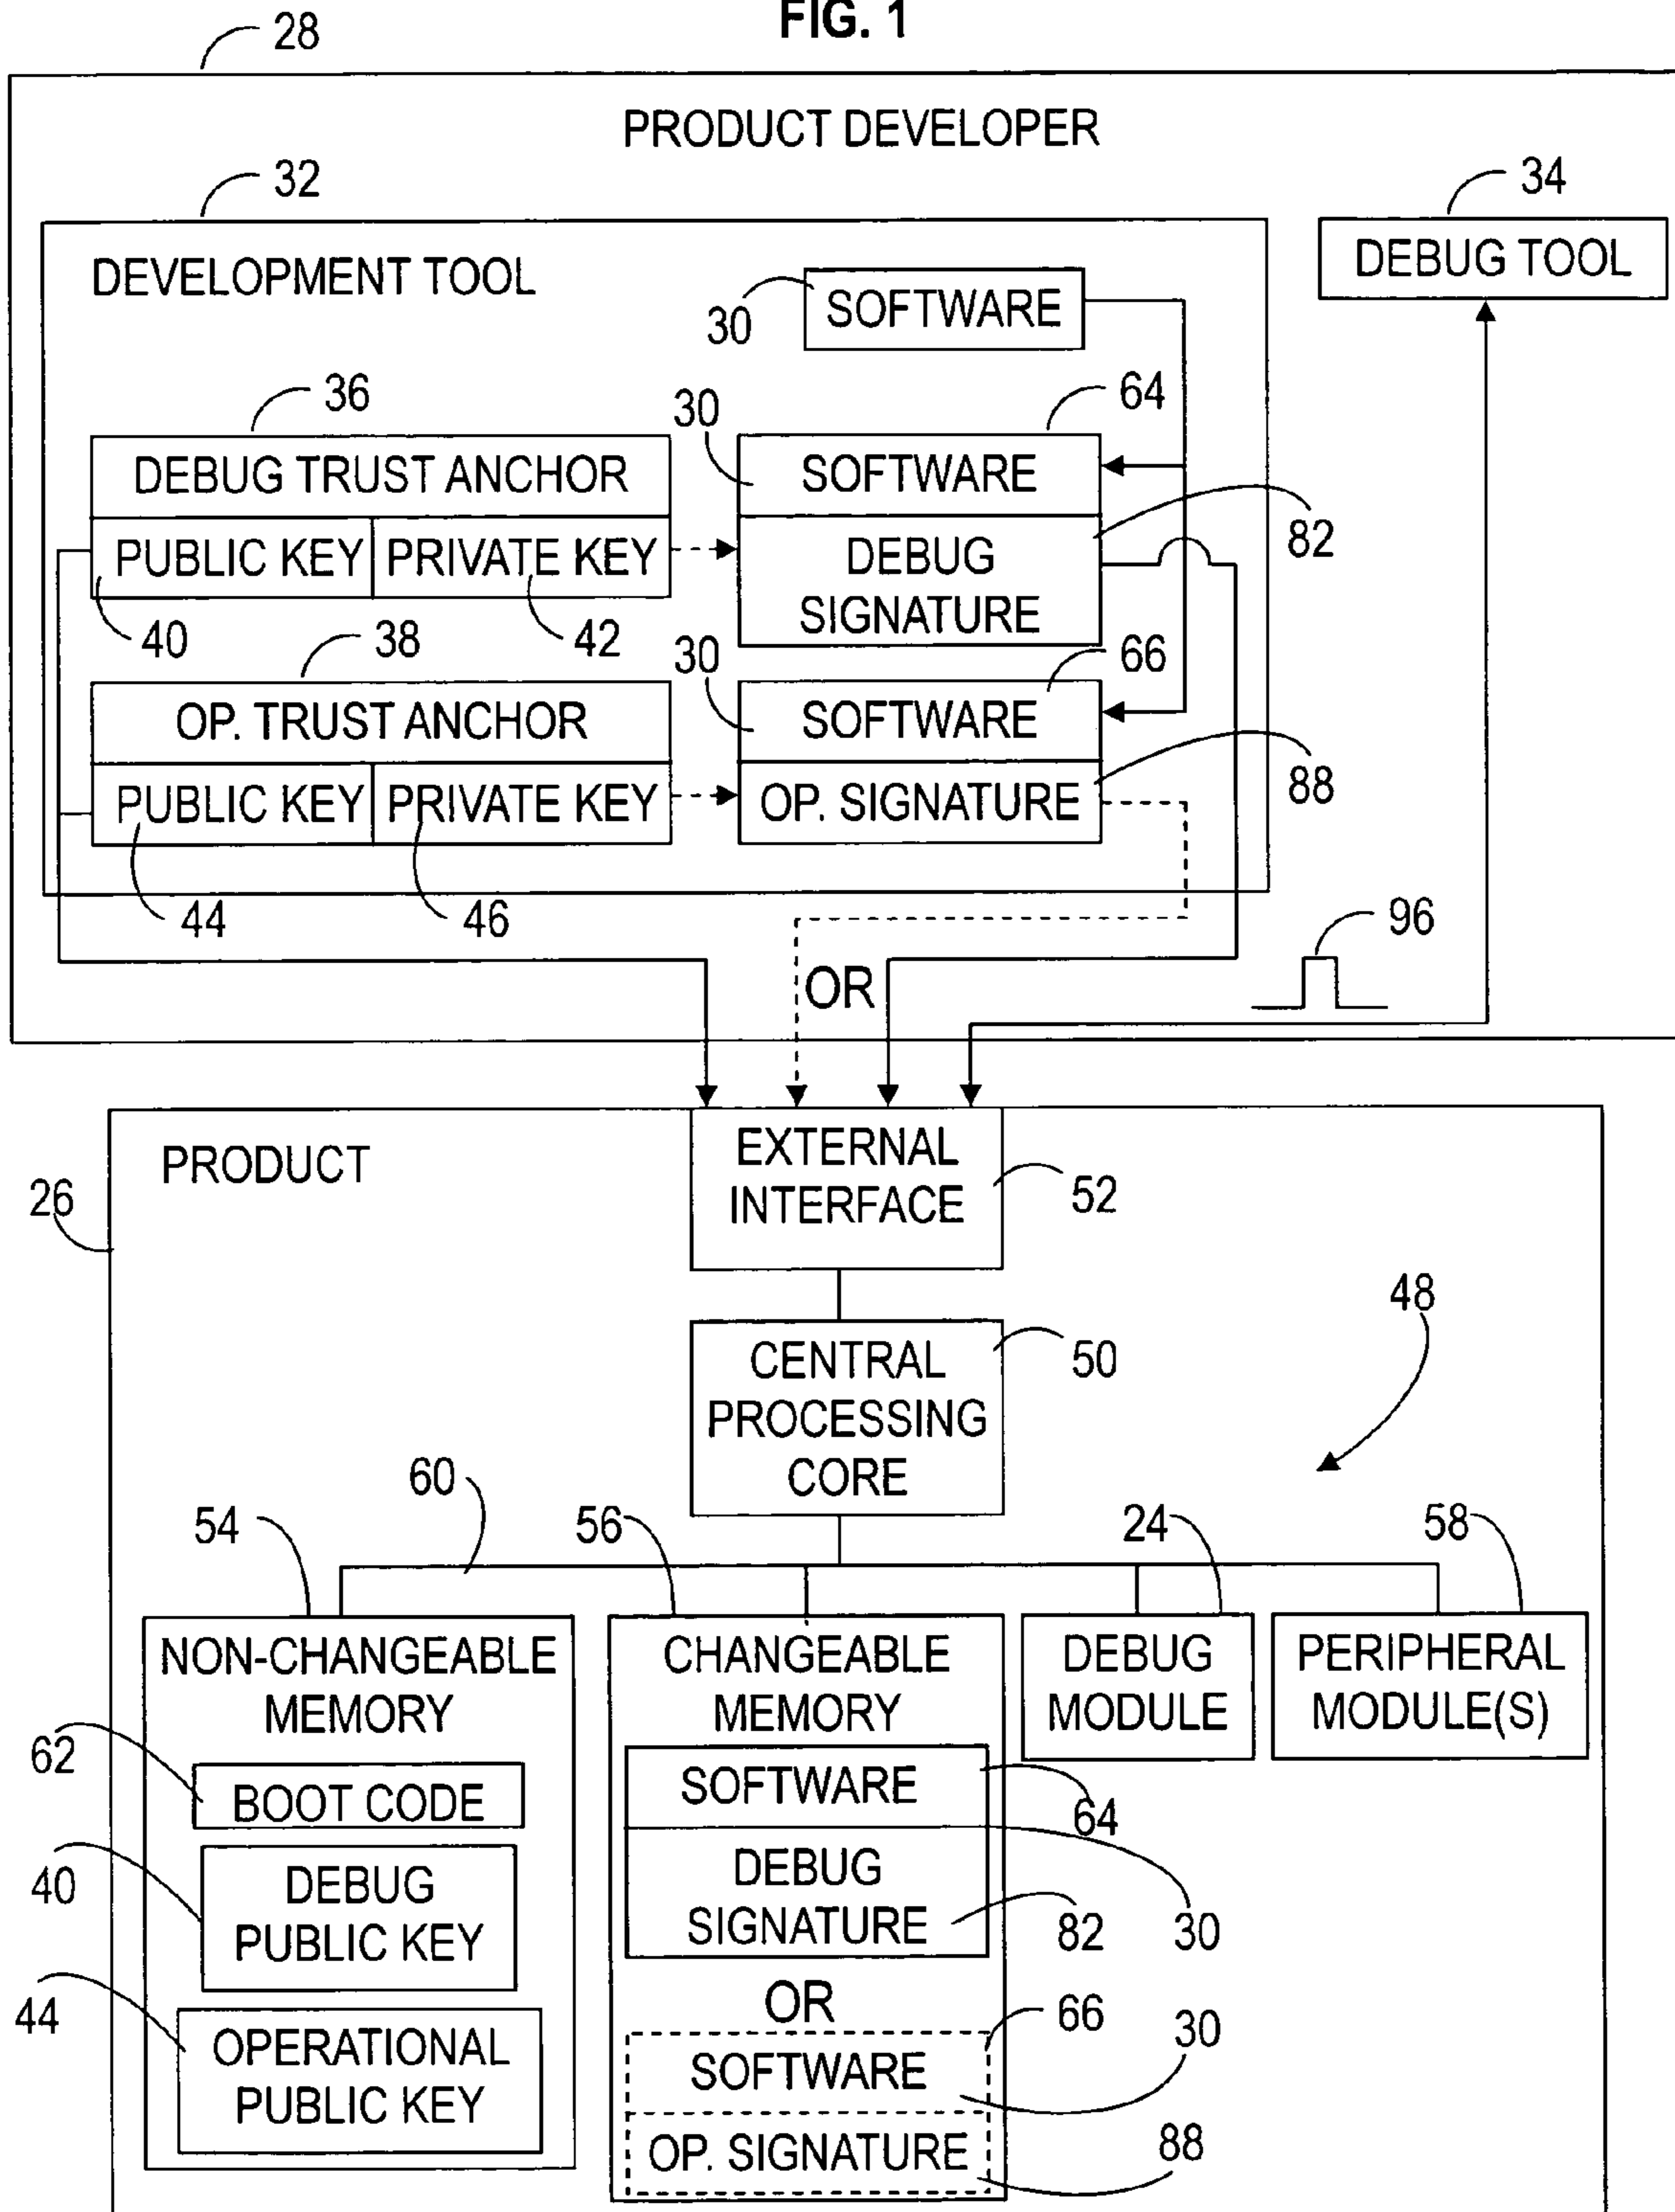 FIG. 1
28
PRODUCT DEVELOPER
32
34
DEVELOPMENT TOOL
DEBUG TOOL
30
SOFTWARE
36
30
64
DEBUG TRUST ANCHOR
SOFTWARE
PUBLIC KEY
PRIVATE KEY
DEBUG
SIGNATURE
82
40
42
38
30
66
OP. TRUST ANCHOR
SOFTWARE
PUBLIC KEY
PRIVATE KEY
OP. SIGNATURE
88
44
46
96
OR
PRODUCT
EXTERNAL
INTERFACE
52
26
48
CENTRAL
PROCESSING
CORE
50
60
54
56
24
58
NON-CHANGEABLE
MEMORY
CHANGEABLE
MEMORY
DEBUG
MODULE
PERIPHERAL
MODULE(S)
62
BOOT CODE
SOFTWARE
64
40
DEBUG
PUBLIC KEY
DEBUG
SIGNATURE
82
30
44
OPERATIONAL
PUBLIC KEY
OR
66
30
SOFTWARE
OP. SIGNATURE
88